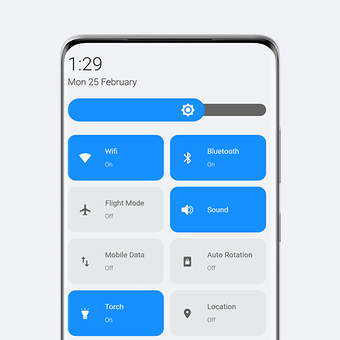 1:29
Mon 25 February
Wifi
On
Bluetooth
On
Flight Mode
Off
Sound
Mobile Data
Off
Auto Rotation
Off
Torch
On
Location
Off